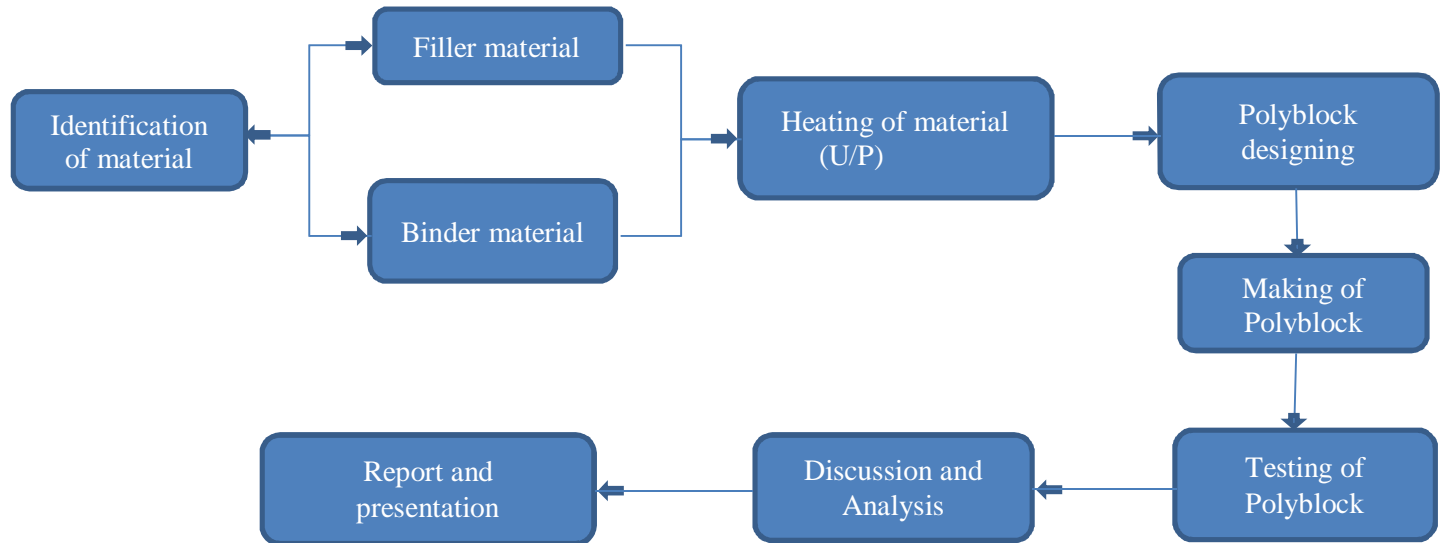 Identification
of material
Filler material
Binder material
Heating of material
(U/P)
Polyblock
designing
Making of
Polyblock
Testing of
Polyblock
Discussion and
Analysis
Report and
presentation